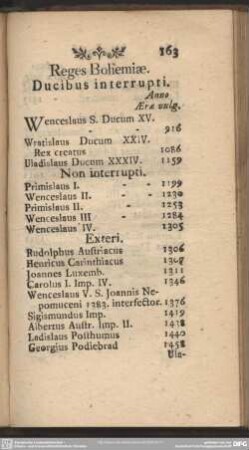 163
Reges Bohemiæ.
Ducibus interrupti.
Anno
Æræ vulg.
Wenceslaus S. Ducum XV.
- - 916
Wratislaus Ducum XXIV.
Rex creatus - 1086
Uladislaus Ducum XXXIV. 1159
Non interrupti.
Primislaus I. - - 1199
Wenceslaus II. - - 1230
Primislaus II. - 1253
Wenceslaus III - 1284
Wenceslaus IV. 1305
Exteri.
Rudolphus Austriacus 1306
Henricus Carinthiacus 1308
Joannes Luxemb. 1311
Carolus I. Imp. IV. 1346
Wenceslaus V. S. Joannis Ne-
pomuceni 1383. interfector. 1376
Sigismundus Imp. 1419
Albertus Austr. Imp. II. 1438
Ladislaus Posthumus 1440
Georgius Podiebrad 1458
Ula-